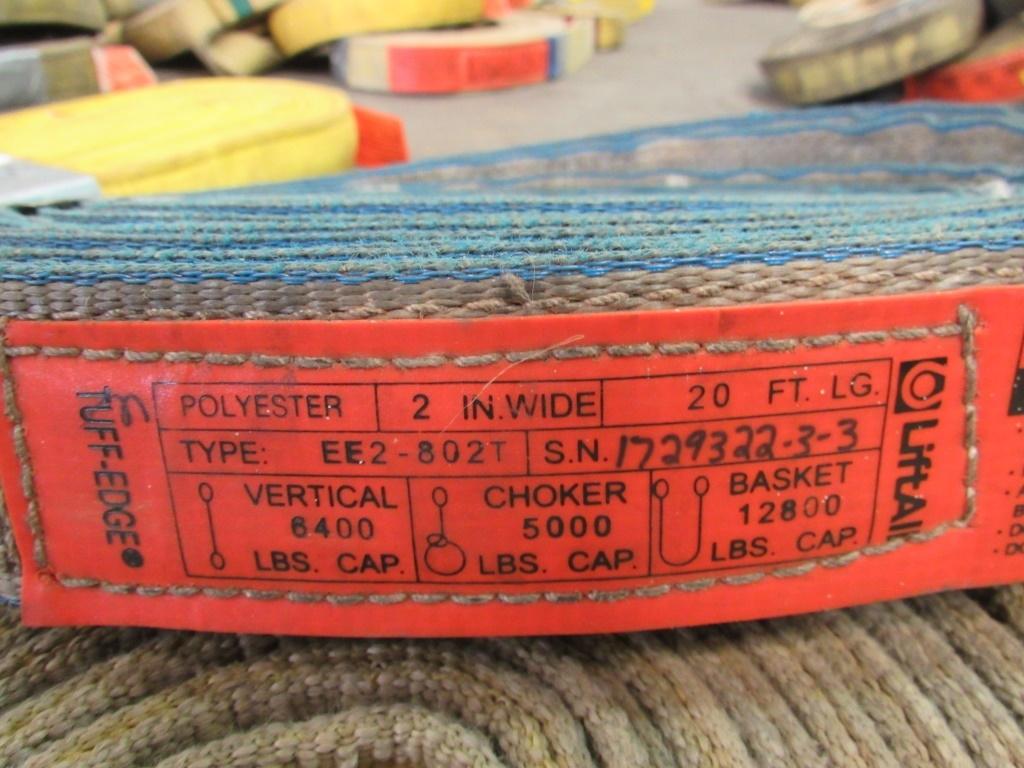 TUFF-EDGE®
POLYESTER 2 IN. WIDE 20 FT. LG.
TYPE: EE2-802T S.N. 1729322-3-3
VERTICAL
6400
LBS. CAP.
CHOKER
5000
LBS. CAP.
BASKET
12800
LBS. CAP.
LiftAll